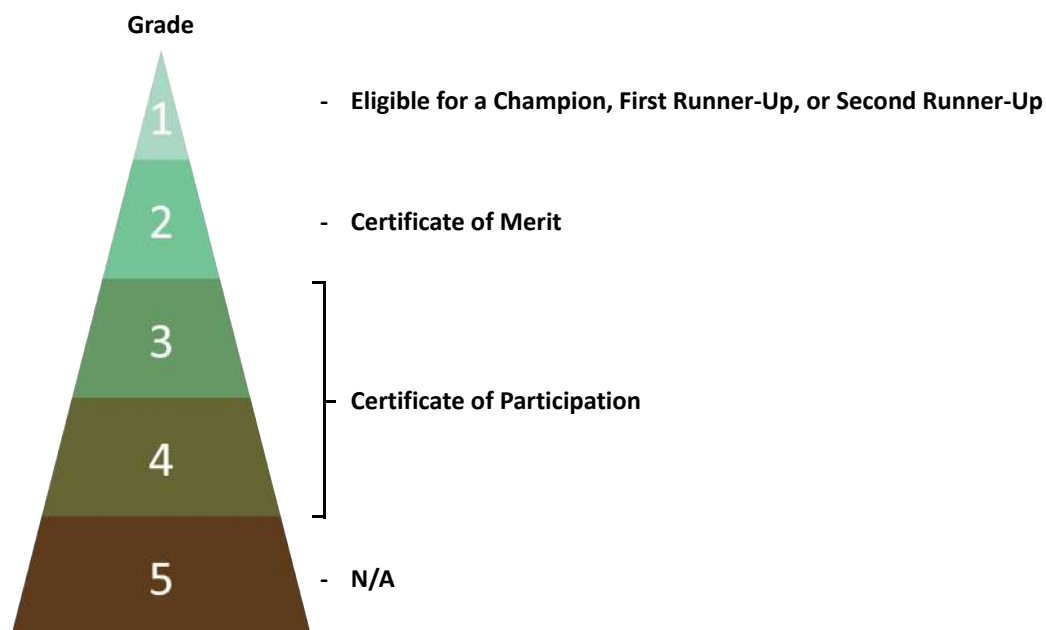 Grade
1
- Eligible for a Champion, First Runner-Up, or Second Runner-Up
2
- Certificate of Merit
3
Certificate of Participation
4
5
- N/A